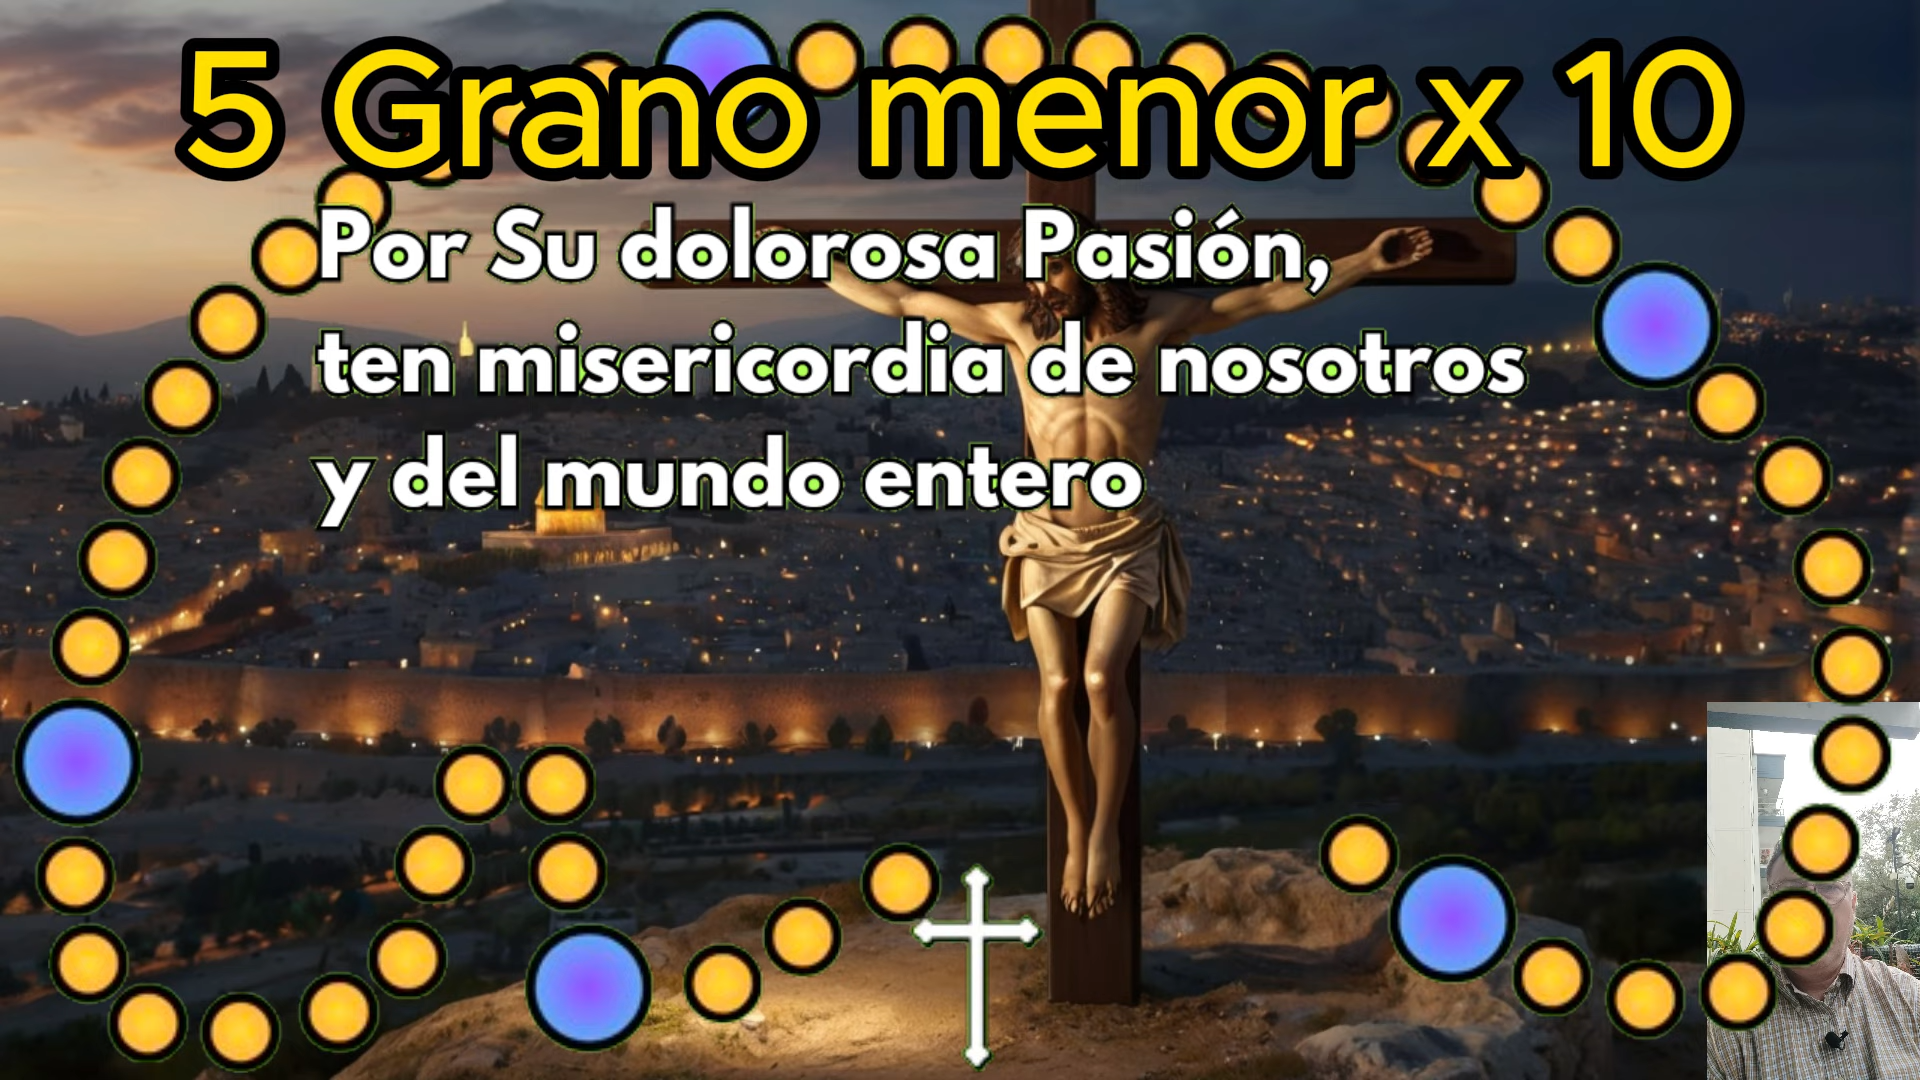 5 Grano menor x 10
Por Su dolorosa Pasión,
ten misericordia de nosotros
y del mundo entero